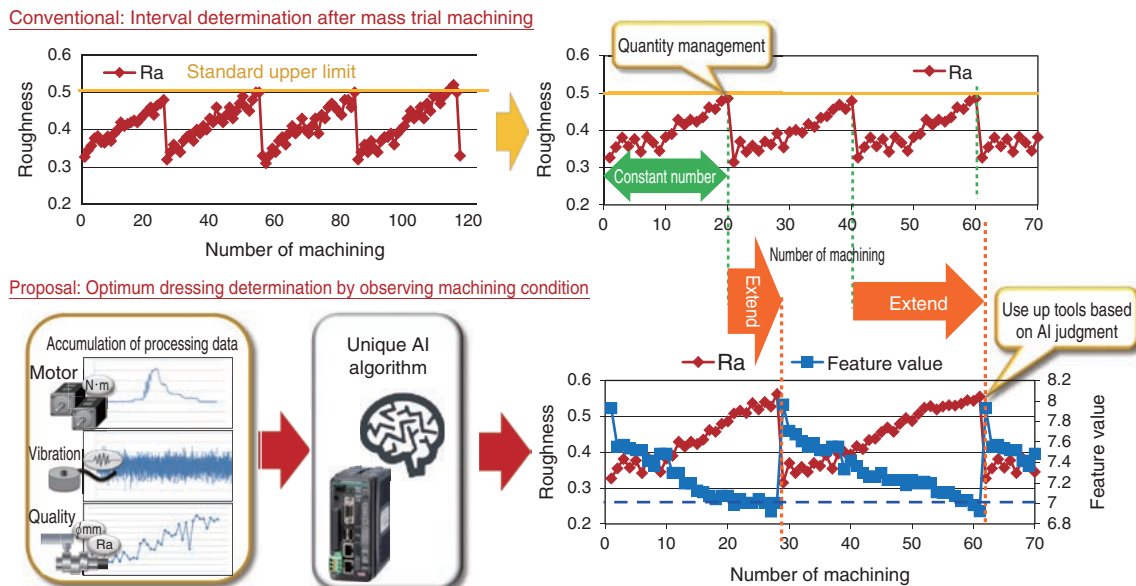 Conventional: Interval determination after mass trial machining
0.6
0.5
0.4
0.3
0.2
Roughness
Ra
Standard upper limit
0 20 40 60 80 100 120
Number of machining
Quantity management
0.6
0.5
0.4
0.3
0.2
Roughness
Ra
Constant number
0 10 20 30 40 50 60 70
Number of machining
Extend
Extend
Use up tools based
on AI judgment
Proposal: Optimum dressing determination by observing machining condition
Accumulation of processing data
Motor
N·m
Vibration
Quality
ϕmm
Ra
Unique AI
algorithm
Ra Feature value
0.6
0.5
0.4
0.3
0.2
Roughness
8.2
8
7.8
7.6
7.4
7.2
7
6.8
Feature value
0 10 20 30 40 50 60 70
Number of machining